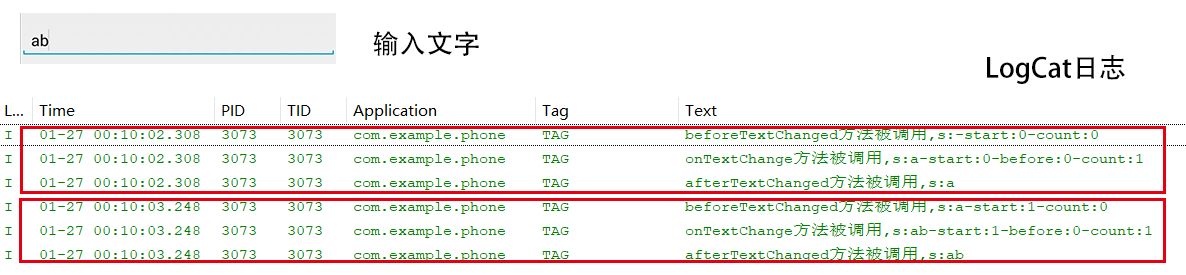 ab
输入文字
LogCat日志
L... Time PID TID Application Tag Text
I 01-27 00:10:02.308 3073 3073 com.example.phone TAG beforeTextChanged方法被调用,s:-start:0-count:0
I 01-27 00:10:02.308 3073 3073 com.example.phone TAG onTextChange方法被调用,s:a-start:0-before:0-count:1
I 01-27 00:10:02.308 3073 3073 com.example.phone TAG afterTextChanged方法被调用,s:a
I 01-27 00:10:03.248 3073 3073 com.example.phone TAG beforeTextChanged方法被调用,s:a-start:1-count:0
I 01-27 00:10:03.248 3073 3073 com.example.phone TAG onTextChange方法被调用,s:ab-start:1-before:0-count:1
I 01-27 00:10:03.248 3073 3073 com.example.phone TAG afterTextChanged方法被调用,s:ab